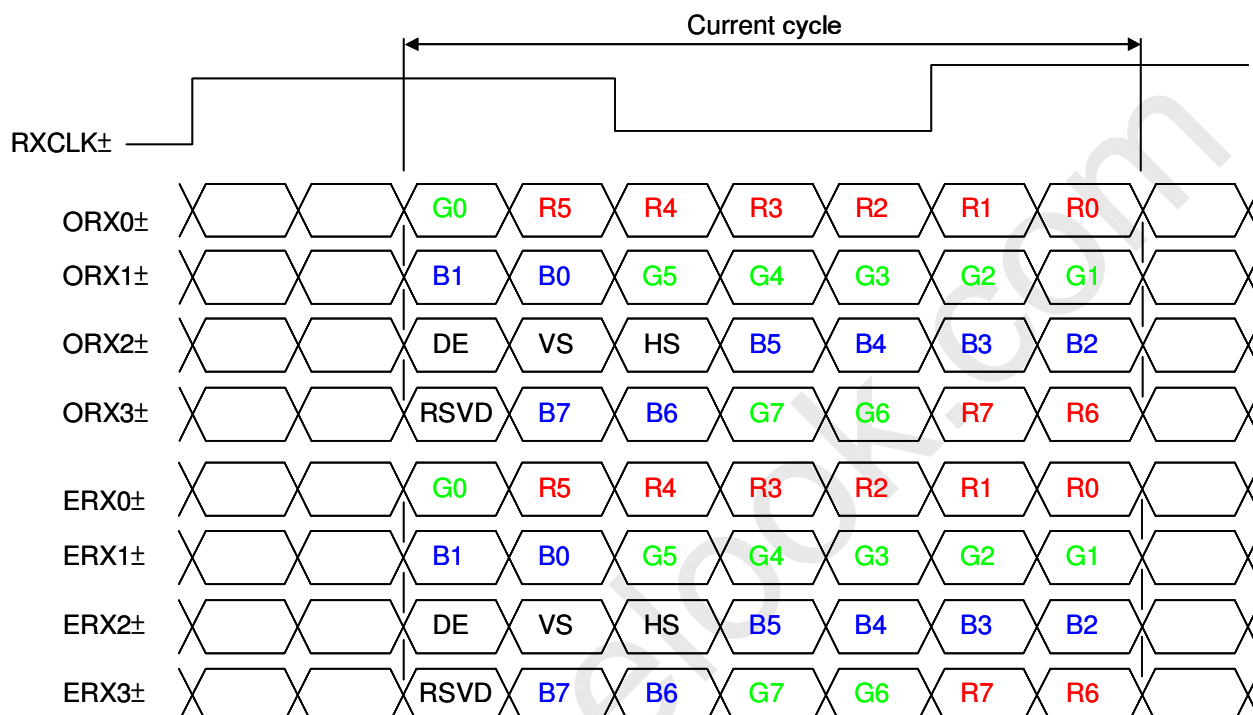 Current cycle
RXCLK±
ORX0± G0 R5 R4 R3 R2 R1 R0
ORX1± B1 B0 G5 G4 G3 G2 G1
ORX2± DE VS HS B5 B4 B3 B2
ORX3± RSVD B7 B6 G7 G6 R7 R6
ERX0± G0 R5 R4 R3 R2 R1 R0
ERX1± B1 B0 G5 G4 G3 G2 G1
ERX2± DE VS HS B5 B4 B3 B2
ERX3± RSVD B7 B6 G7 G6 R7 R6
elook.com